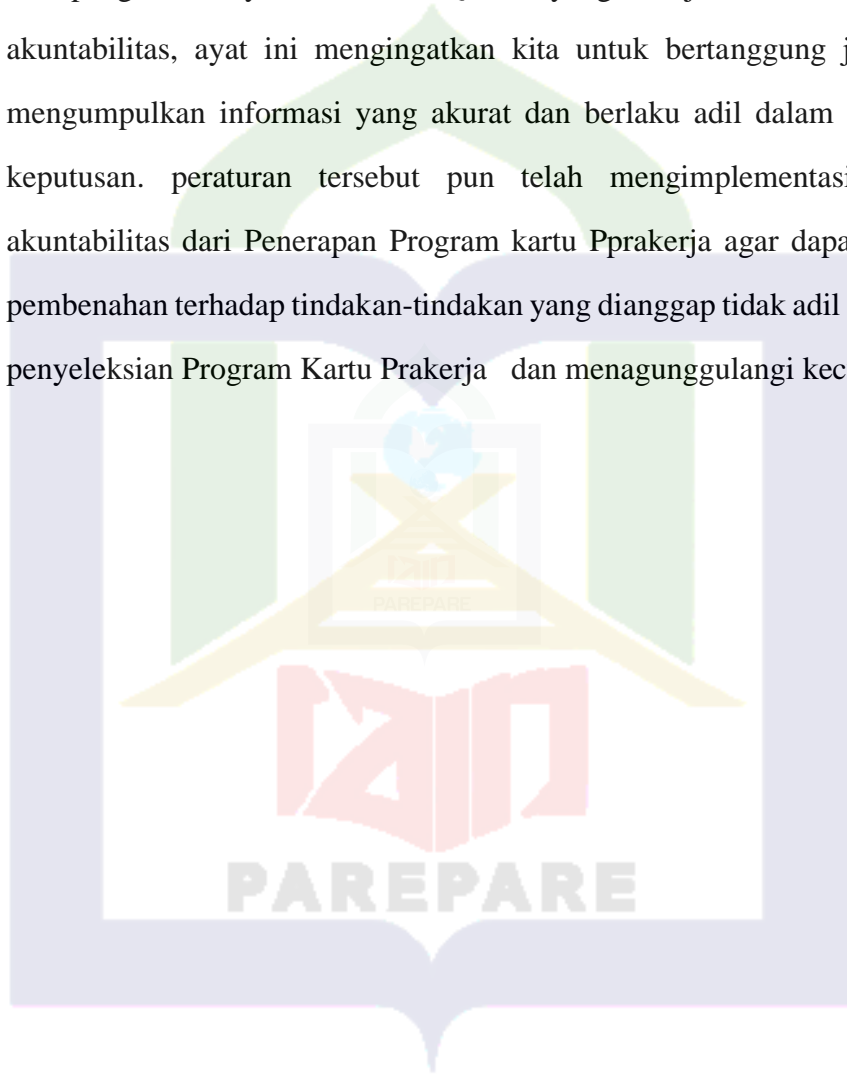 akuntabilitas, ayat ini mengingatkan kita untuk bertanggung
mengumpulkan informasi yang akurat dan berlaku adil dalam
keputusan. peraturan tersebut pun telah mengimplementasi
akuntabilitas dari Penerapan Program kartu Pprakerja agar dapa
pembenahan terhadap tindakan-tindakan yang dianggap tidak adil
penyeleksian Program Kartu Prakerja dan menagunggulangi kec
IAIN
PAREPARE
IAIN
PAREPARE